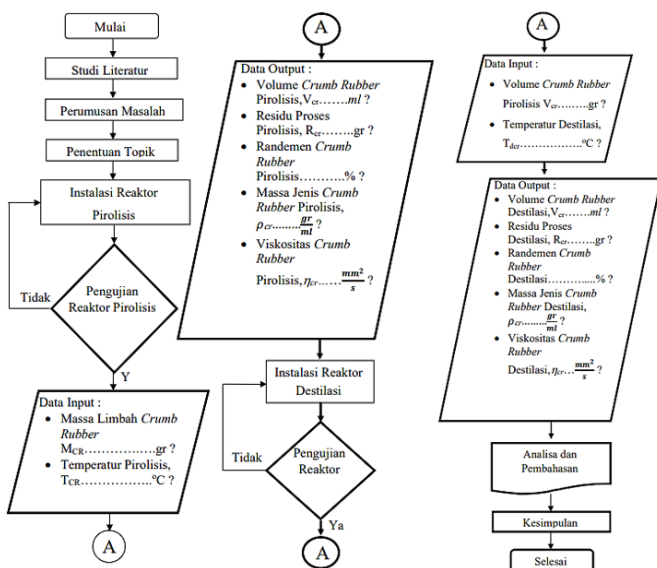 Mulai
Studi Literatur
Perumusan Masalah
Penentuan Topik
Instalasi Reaktor
Pirolisis
Pengujian
Reaktor Pirolisis
Tidak
Y
Data Input :
• Massa Limbah Crumb
Rubber
MCR……………gr ?
• Temperatur Pirolisis,
TCR……………..ºC ?
A
A
Data Output :
• Volume Crumb Rubber
Pirolisis,Vcr…….ml ?
• Residu Proses
Pirolisis, Rcr……..gr ?
• Randemen Crumb
Rubber
Pirolisis………..% ?
• Massa Jenis Crumb
Rubber Pirolisis,
ρcr……… gr/ml ?
• Viskositas Crumb
Rubber
Pirolisis,ηcr…… mm²/s ?
Instalasi Reaktor
Destilasi
Tidak
Pengujian
Reaktor
Ya
A
A
Data Input :
• Volume Crumb Rubber
Pirolisis Vcr………gr ?
• Temperatur Destilasi,
Tdcr……………..ºC ?
Data Output :
• Volume Crumb Rubber
Destilasi,Vcr…….ml ?
• Residu Proses
Destilasi, Rcr……..gr ?
• Randemen Crumb
Rubber
Destilasi…………..% ?
• Massa Jenis Crumb
Rubber Destilasi,
ρcr……… gr/ml ?
• Viskositas Crumb
Rubber
Destilasi,ηcr… mm²/s ?
Analisa dan
Pembahasan
Kesimpulan
Selesai